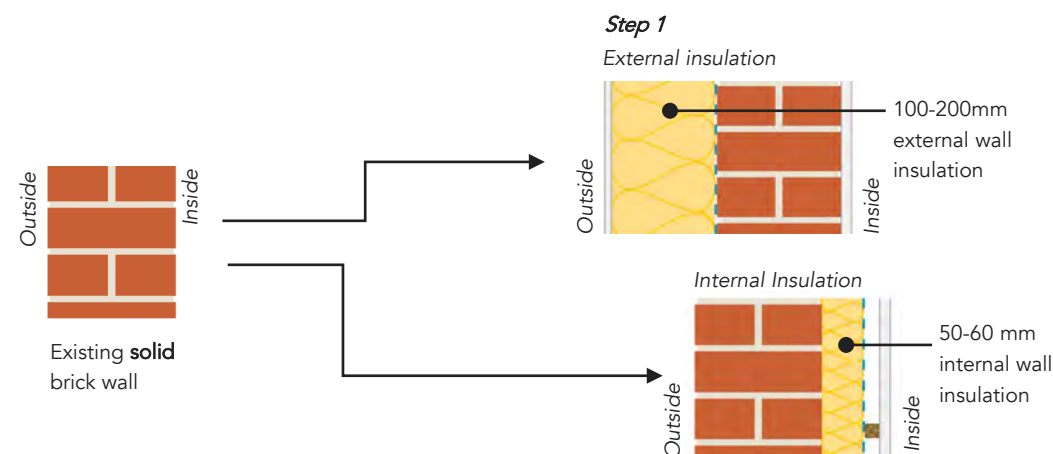 Step 1
External insulation
Outside
Inside
100-200mm
external wall
insulation
Outside
Inside
Existing solid
brick wall
Internal Insulation
Outside
Inside
50-60 mm
internal wall
insulation